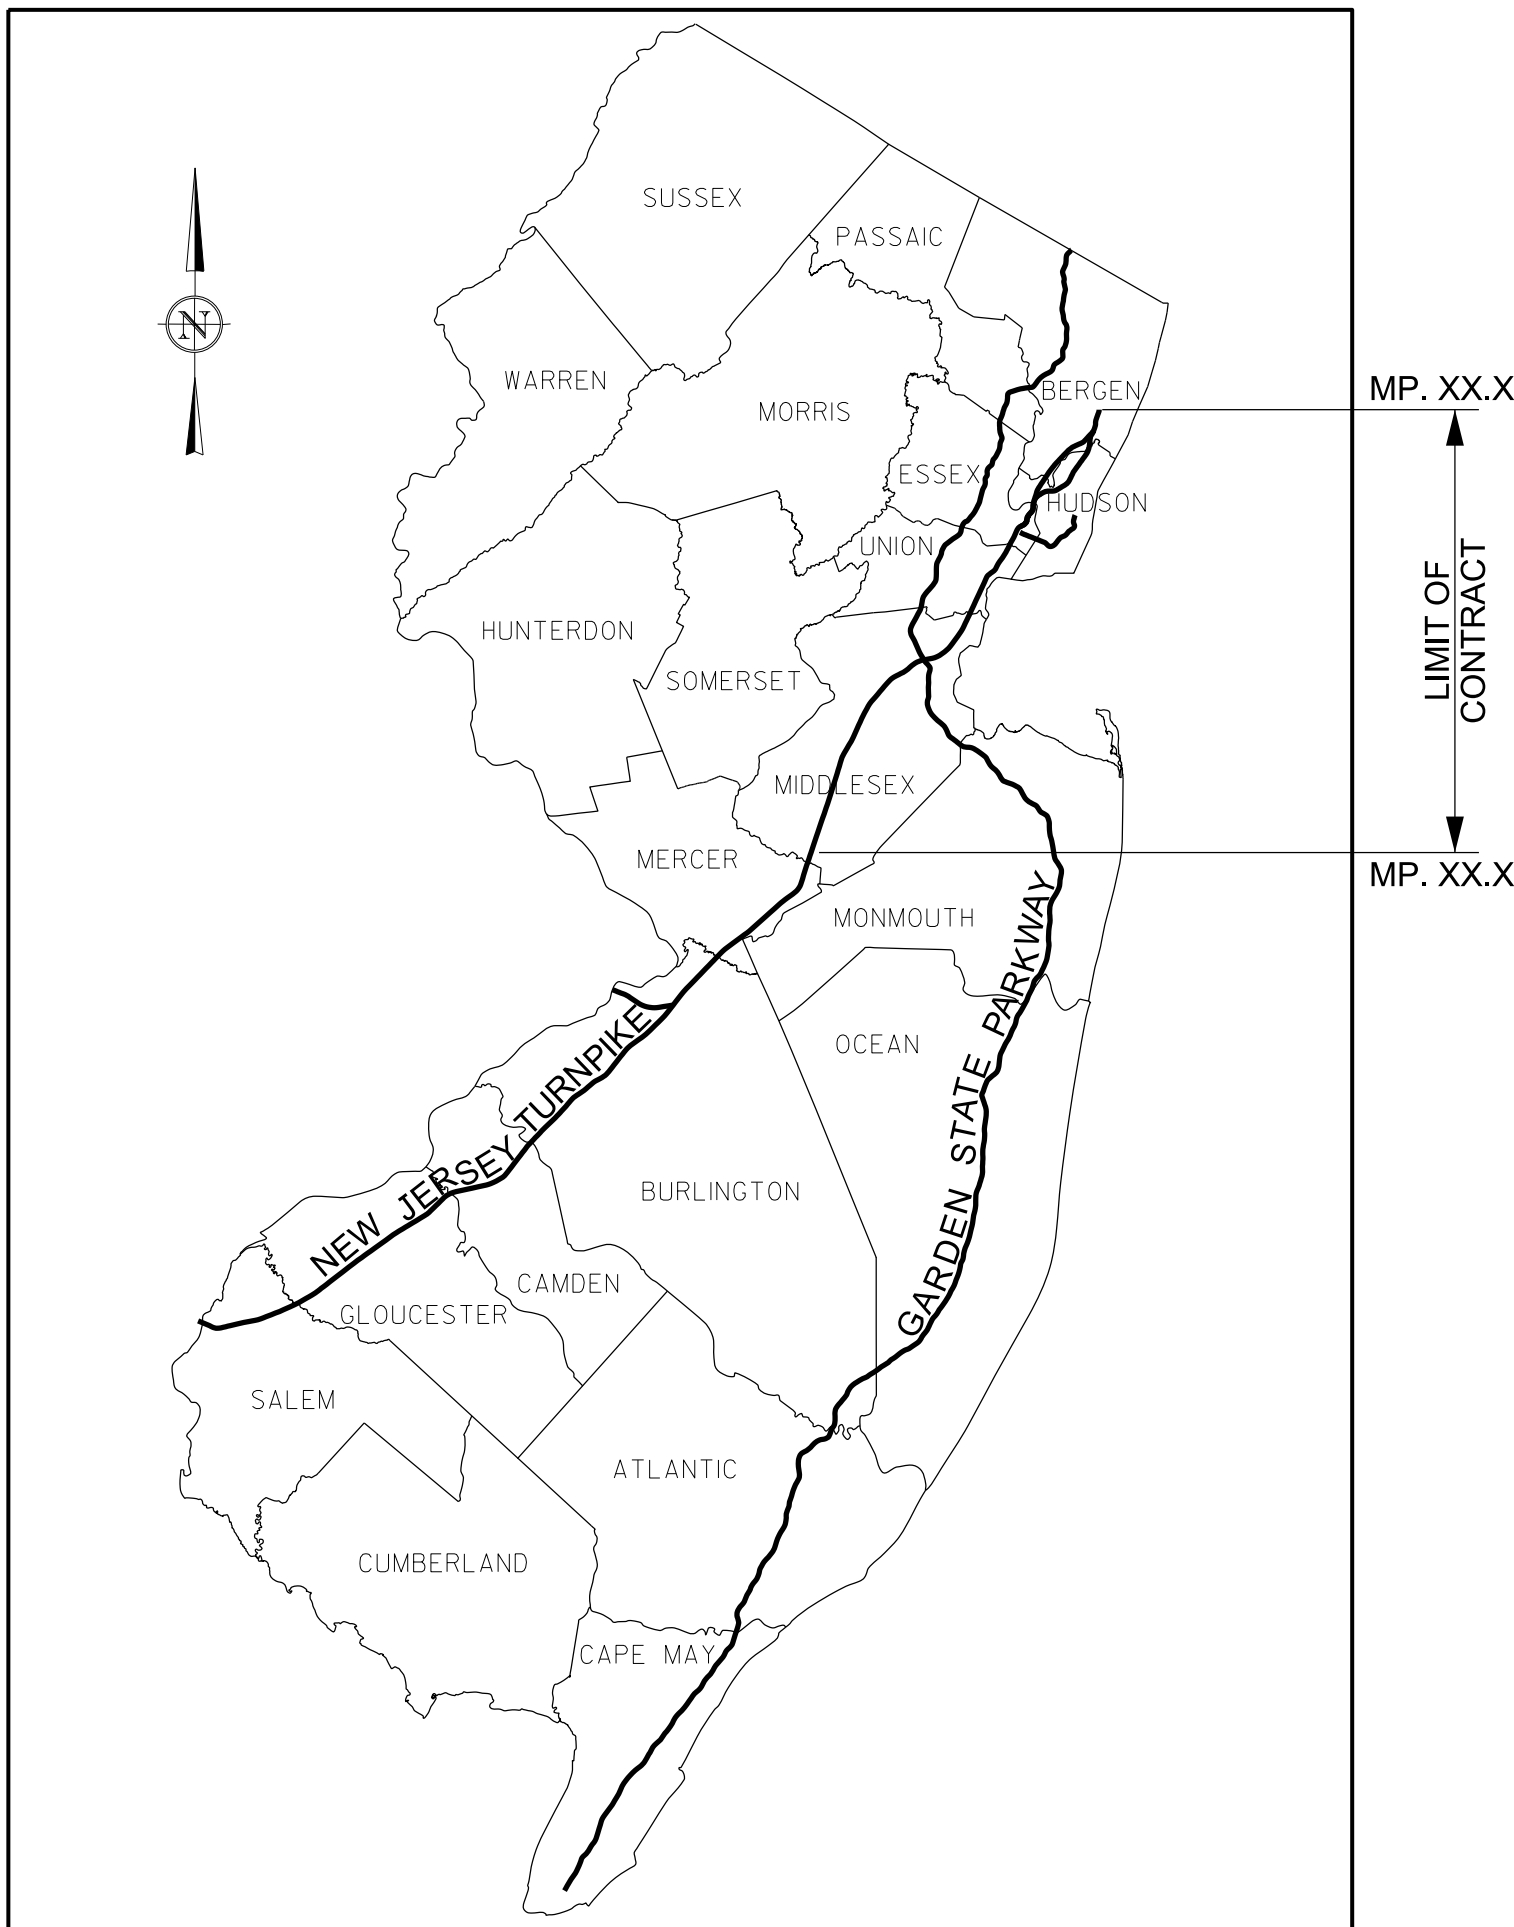 SUSSEX
PASSAIC
N
WARREN
BERGEN
MP. XX.X
MORRIS
ESSEX
HUDSON
UNION
LIMIT OF
CONTRACT
HUNTERDON
SOMERSET
MIDDLESEX
MERCER
MP. XX.X
MONMOUTH
OCEAN
NEW JERSEY TURNPIKE
GARDEN STATE PARKWAY
BURLINGTON
CAMDEN
GLOUCESTER
SALEM
ATLANTIC
CUMBERLAND
CAPE MAY